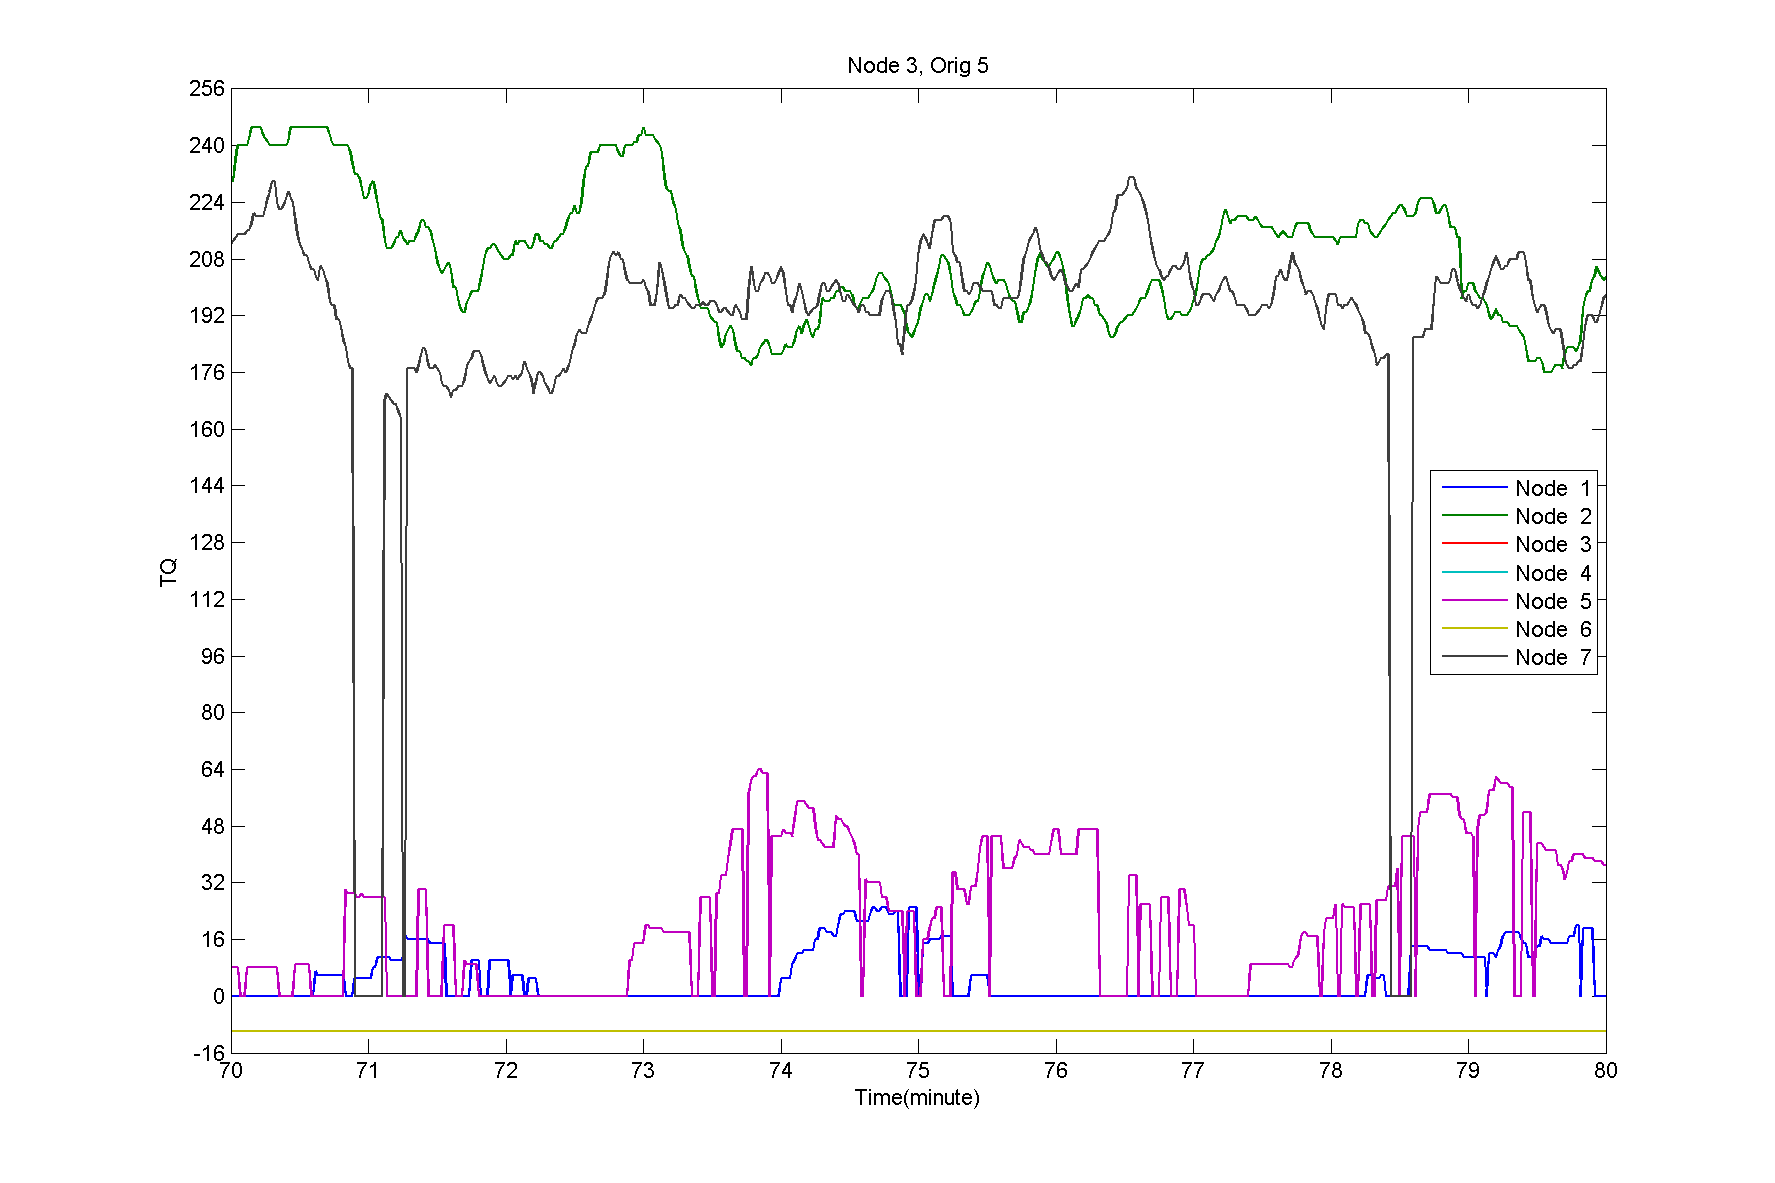 Node 3, Orig 5
256
240
224
208
192
176
160
144
128
112
96
80
64
48
32
16
0
-16
TQ
Node 1
Node 2
Node 3
Node 4
Node 5
Node 6
Node 7
70 71 72 73 74 75 76 77 78 79 80
Time(minute)